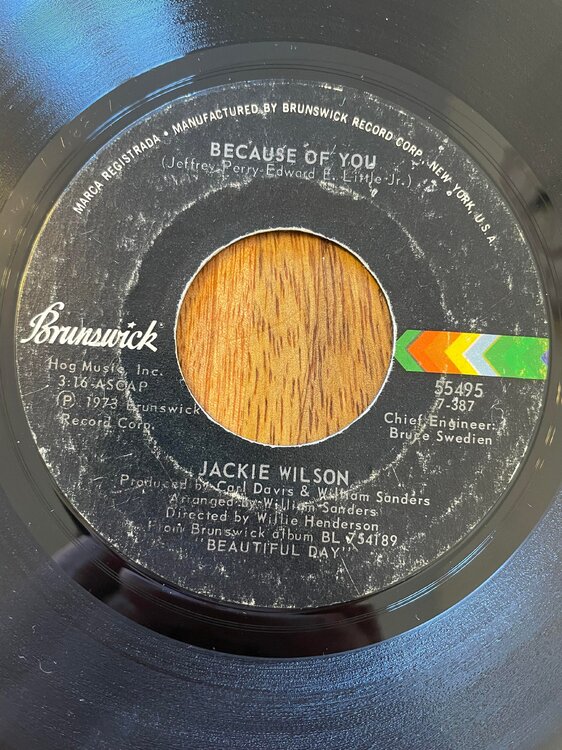 MARCA REGISTRADA • MANUFACTURED BY BRUNSWICK RECORD CORP. NEW YORK, U.S.A.
BECAUSE OF YOU
(Jeffrey Perry-Edward E. Little Jr.)
Brunswick
Hog Music, Inc.
3:16-ASCAP
℗ 1973 Brunswick
Record Corp.
55495
7-387
Chief Engineer:
Bruce Swedien
JACKIE WILSON
Produced by Carl Davis & William Sanders
Arranged by William Sanders
Directed by Willie Henderson
From Brunswick album BL 754189
"BEAUTIFUL DAY"